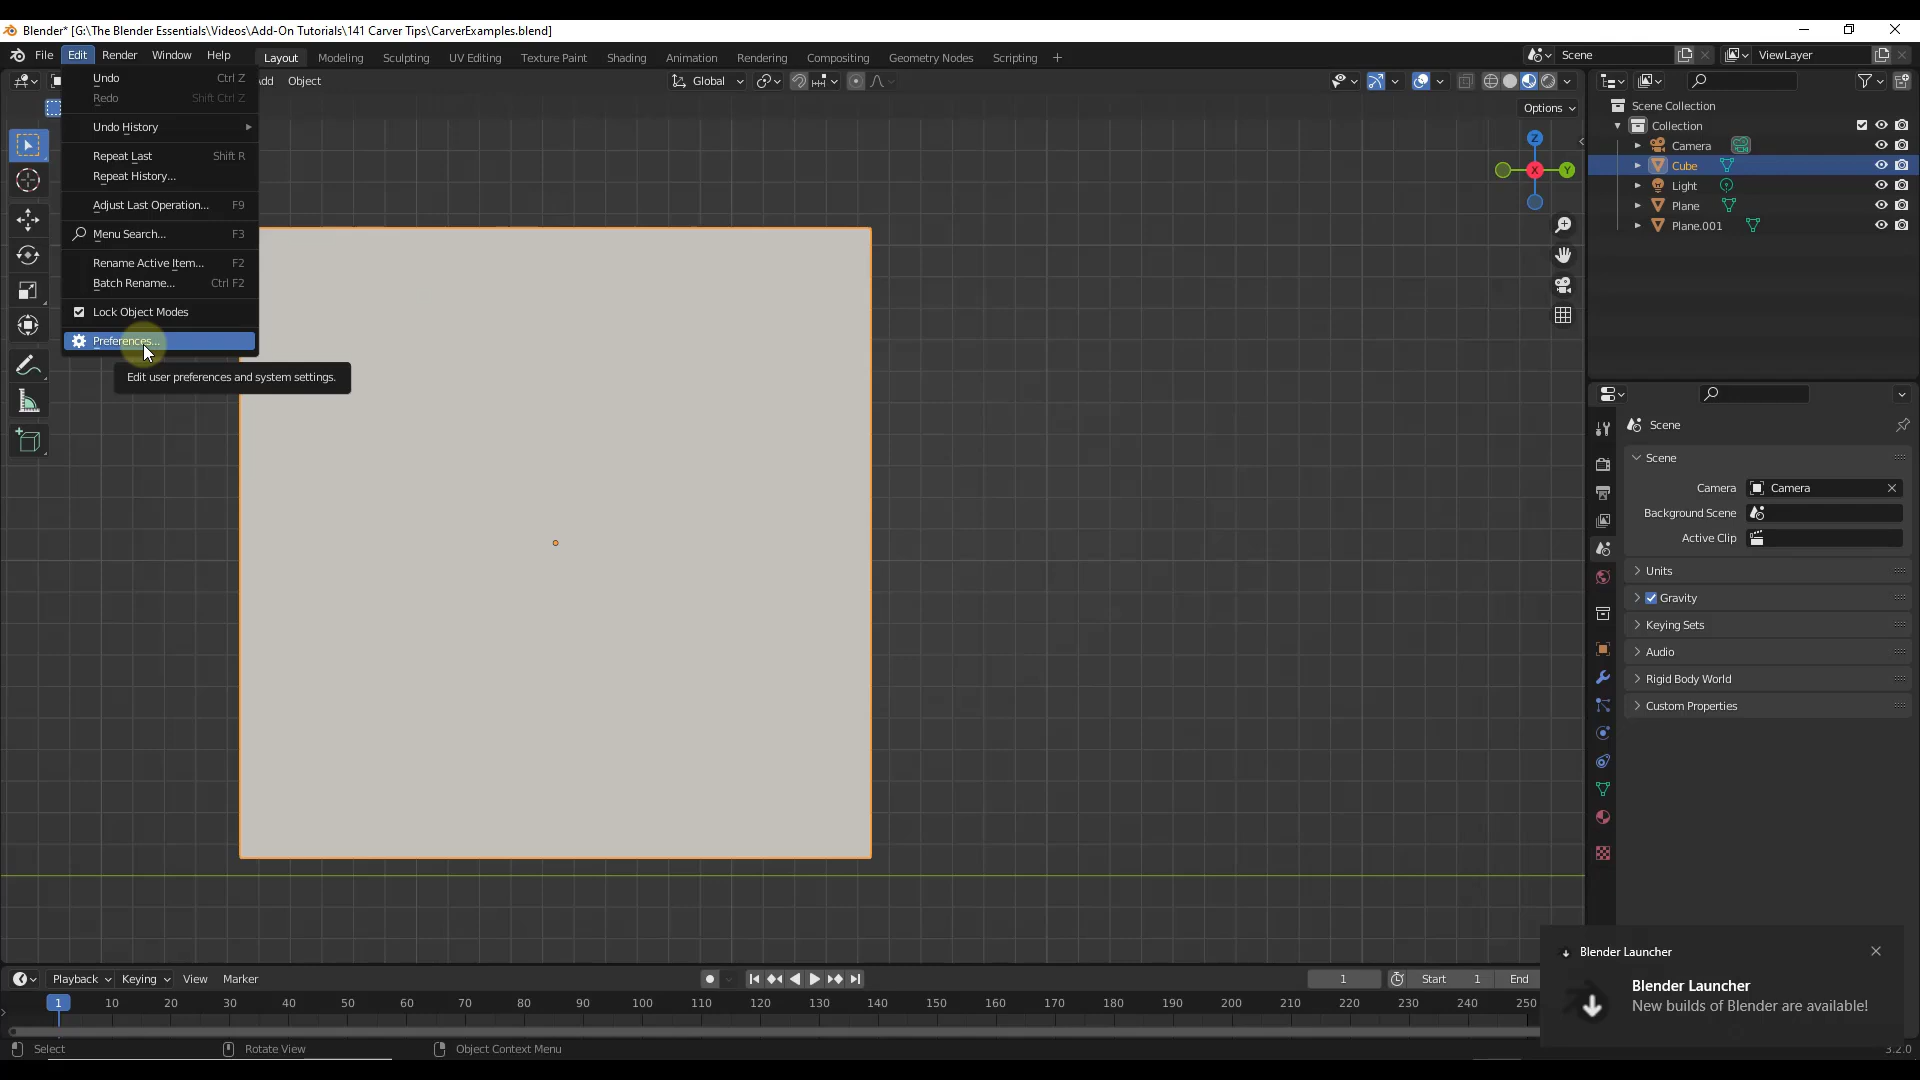 Blender* [G:\The Blender Essentials\Videos\Add-On Tutorials\141 Carver Tips\CarverExamples.blend]
File Edit Render Window Help Layout Modeling Sculpting UV Editing Texture Paint Shading Animation Rendering Compositing Geometry Nodes Scripting + Scene ViewLayer
Object Global
Options
Undo Ctrl Z
Redo Shift Ctrl Z
Undo History
Repeat Last Shift R
Repeat History...
Adjust Last Operation... F9
Menu Search... F3
Rename Active Item... F2
Batch Rename... Ctrl F2
Lock Object Modes
Preferences...
Edit user preferences and system settings.
Z
X Y
Scene Collection
Collection
Camera
Cube
Light
Plane
Plane.001
Scene
Scene
Camera Camera
Background Scene
Active Clip
Units
Gravity
Keying Sets
Audio
Rigid Body World
Custom Properties
Playback Keying View Marker 1 Start 1 End
1 10 20 30 40 50 60 70 80 90 100 110 120 130 140 150 160 170 180 190 200 210 220 230 240 250
Select Rotate View Object Context Menu
Blender Launcher
Blender Launcher
New builds of Blender are available!
3.2.0